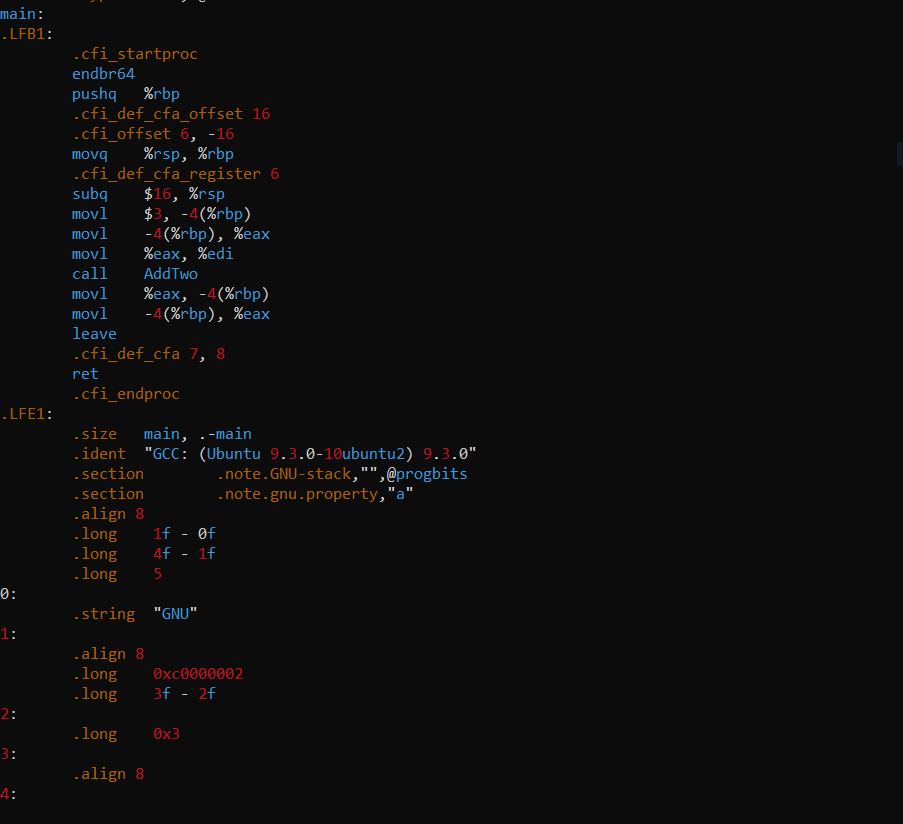 main:
.LFB1:
.cfi_startproc
endbr64
pushq %rbp
.cfi_def_cfa_offset 16
.cfi_offset 6, -16
movq %rsp, %rbp
.cfi_def_cfa_register 6
subq $16, %rsp
movl $3, -4(%rbp)
movl -4(%rbp), %eax
movl %eax, %edi
call AddTwo
movl %eax, -4(%rbp)
movl -4(%rbp), %eax
leave
.cfi_def_cfa 7, 8
ret
.cfi_endproc
.LFE1:
.size main, .-main
.ident "GCC: (Ubuntu 9.3.0-10ubuntu2) 9.3.0"
.section .note.GNU-stack,"",@progbits
.section .note.gnu.property,"a"
.align 8
.long 1f - 0f
.long 4f - 1f
.long 5
0:
.string "GNU"
1:
.align 8
.long 0xc0000002
.long 3f - 2f
2:
.long 0x3
3:
.align 8
4: